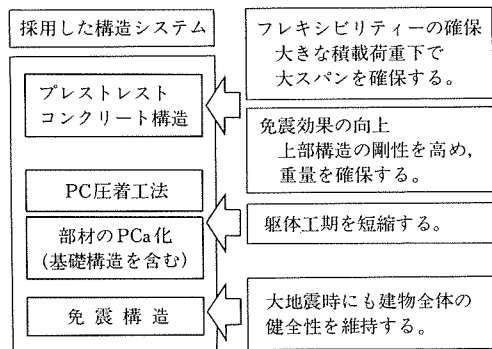 採用した構造システム
プレストレスト
コンクリート構造
PC圧着工法
部材のPCa化
(基礎構造を含む)
免震構造
フレキシビリティーの確保
大きな積載荷重下で
大スパンを確保する。
免震効果の向上
上部構造の剛性を高め,
重量を確保する。
躯体工期を短縮する。
大地震時にも建物全体の
健全性を維持する。